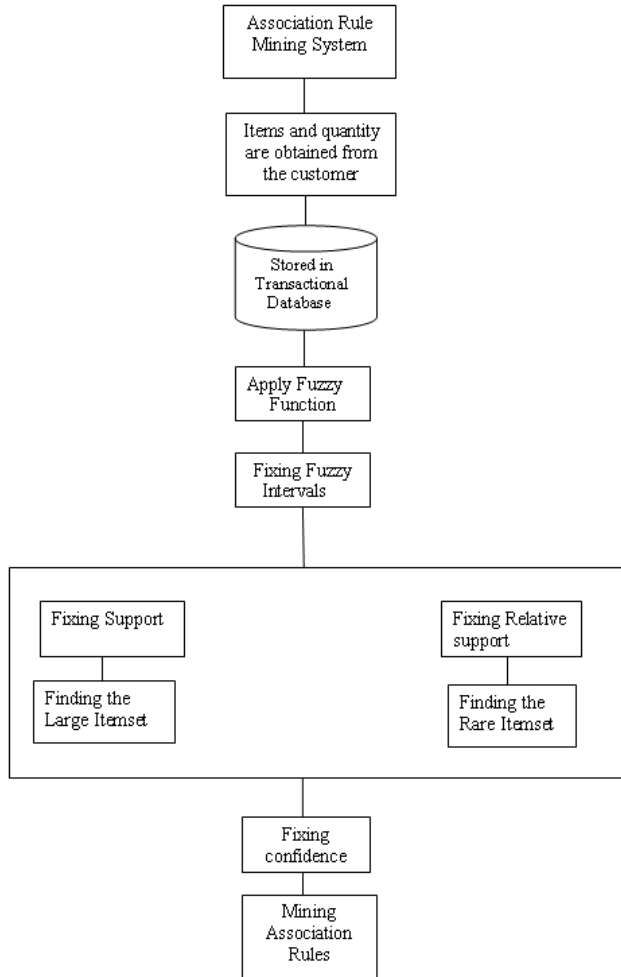 Association Rule
Mining System
Items and quantity
are obtained from
the customer
Stored in
Transactional
Database
Apply Fuzzy
Function
Fixing Fuzzy
Intervals
Fixing Support
Finding the
Large Itemset
Fixing Relative
support
Finding the
Rare Itemset
Fixing
confidence
Mining
Association
Rules